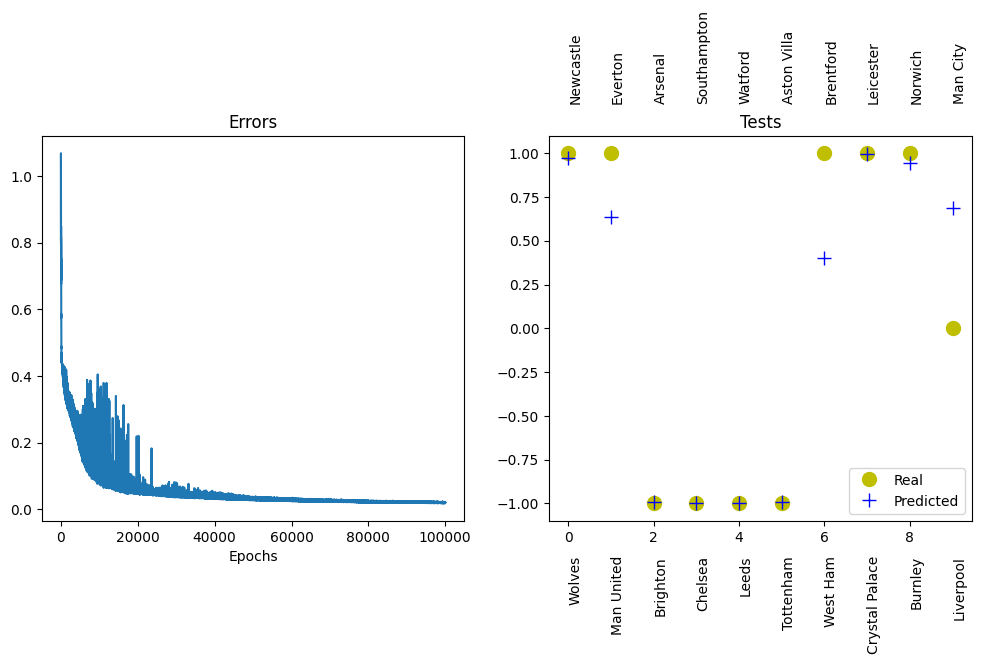 Errors
1.0
0.8
0.6
0.4
0.2
0.0
0 20000 40000 60000 80000 100000
Epochs
Newcastle
Everton
Arsenal
Southampton
Watford
Aston Villa
Brentford
Leicester
Norwich
Man City
Tests
1.00
0.75
0.50
0.25
0.00
−0.25
−0.50
−0.75
−1.00
Real
Predicted
0 2 4 6 8
Wolves
Man United
Brighton
Chelsea
Leeds
Tottenham
West Ham
Crystal Palace
Burnley
Liverpool